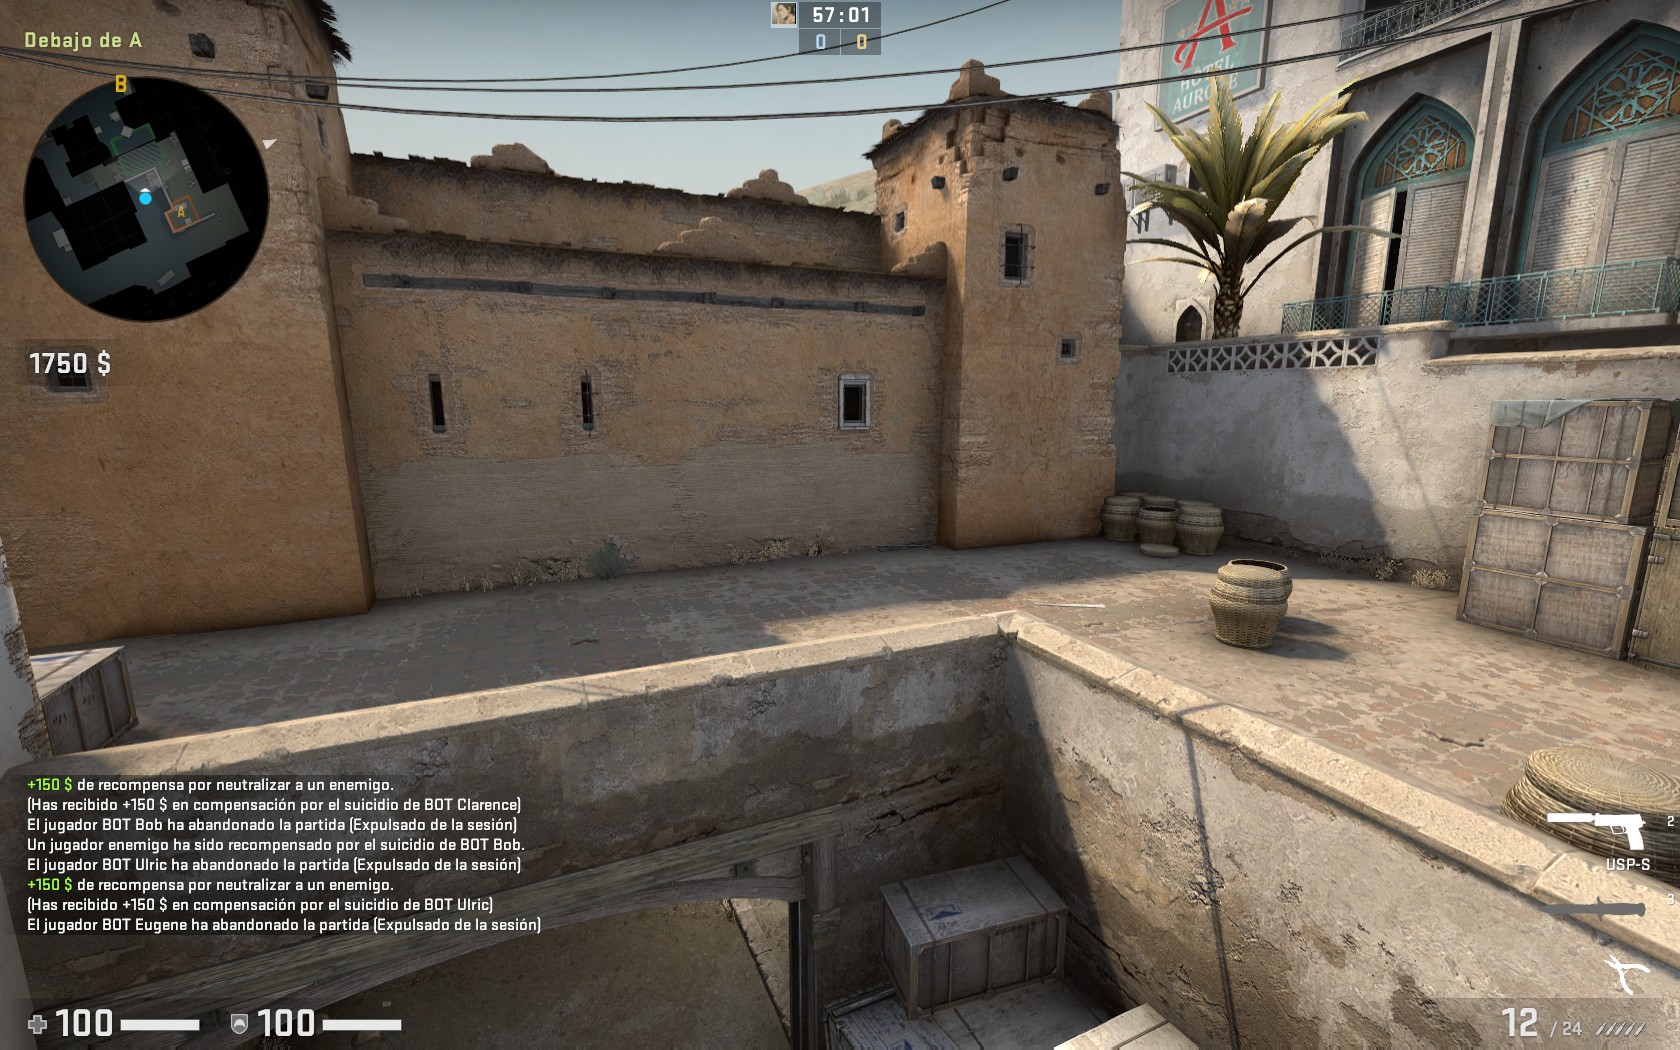 57:01
0 0
Debajo de A
B
A
A
HÔTEL
AURORE
1750 $
+150 $ de recompensa por neutralizar a un enemigo.
(Has recibido +150 $ en compensación por el suicidio de BOT Clarence)
El jugador BOT Bob ha abandonado la partida (Expulsado de la sesión)
Un jugador enemigo ha sido recompensado por el suicidio de BOT Bob.
El jugador BOT Ulric ha abandonado la partida (Expulsado de la sesión)
+150 $ de recompensa por neutralizar a un enemigo.
(Has recibido +150 $ en compensación por el suicidio de BOT Ulric)
El jugador BOT Eugene ha abandonado la partida (Expulsado de la sesión)
2
USP-S
3
100 100
12 / 24